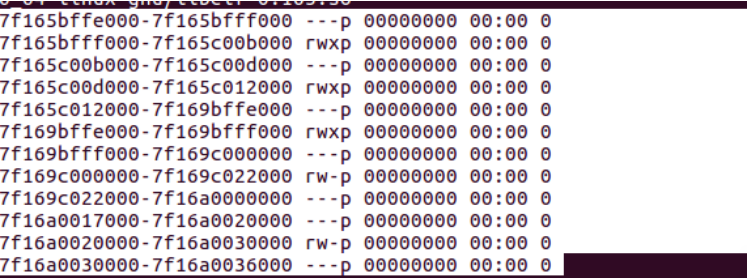 7f165bffe000-7f165bfff000 ---p 00000000 00:00 0
7f165bfff000-7f165c00b000 rwxp 00000000 00:00 0
7f165c00b000-7f165c00d000 ---p 00000000 00:00 0
7f165c00d000-7f165c012000 rwxp 00000000 00:00 0
7f165c012000-7f169bffe000 ---p 00000000 00:00 0
7f169bffe000-7f169bfff000 rwxp 00000000 00:00 0
7f169bfff000-7f169c000000 ---p 00000000 00:00 0
7f169c000000-7f169c022000 rw-p 00000000 00:00 0
7f169c022000-7f16a0000000 ---p 00000000 00:00 0
7f16a0017000-7f16a0020000 ---p 00000000 00:00 0
7f16a0020000-7f16a0030000 rw-p 00000000 00:00 0
7f16a0030000-7f16a0036000 ---p 00000000 00:00 0